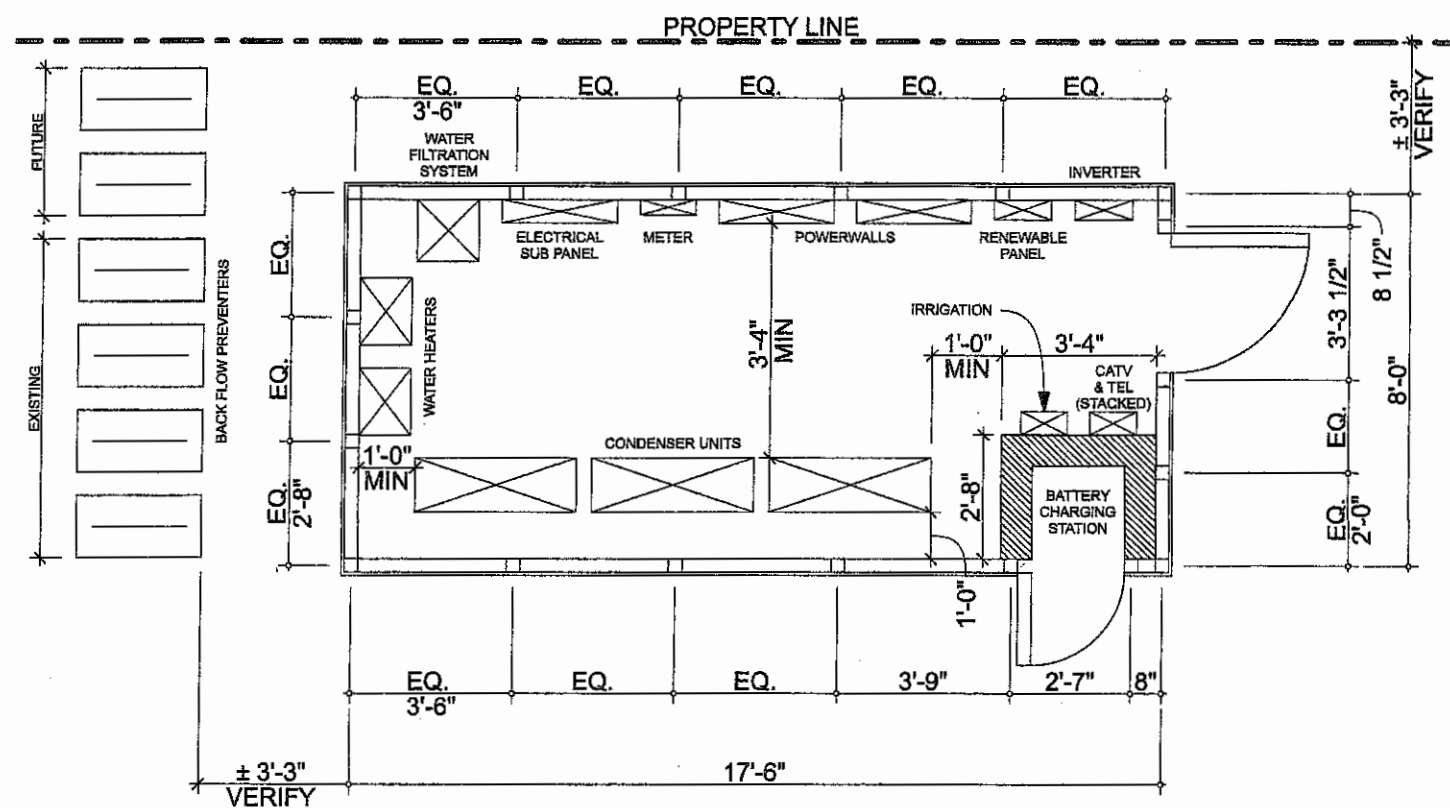 PROPERTY LINE
EQ.
3'-6"
EQ.
EQ.
EQ.
EQ.
± 3'-3"
VERIFY
FUTURE
WATER
FILTRATION
SYSTEM
INVERTER
ELECTRICAL
SUB PANEL
METER
POWERWALLS
RENEWABLE
PANEL
8 1/2"
3'-3 1/2"
8'-0"
EQ.
EQ.
2'-0"
EXISTING
BACK FLOW PREVENTERS
EQ.
EQ.
EQ.
2'-8"
WATER HEATERS
3'-4"
MIN
IRRIGATION
1'-0"
MIN
3'-4"
CATV
& TEL
(STACKED)
CONDENSER UNITS
1'-0"
MIN
2'-8"
BATTERY
CHARGING
STATION
1'-0"
EQ.
3'-6"
EQ.
EQ.
3'-9"
2'-7"
8"
± 3'-3"
VERIFY
17'-6"